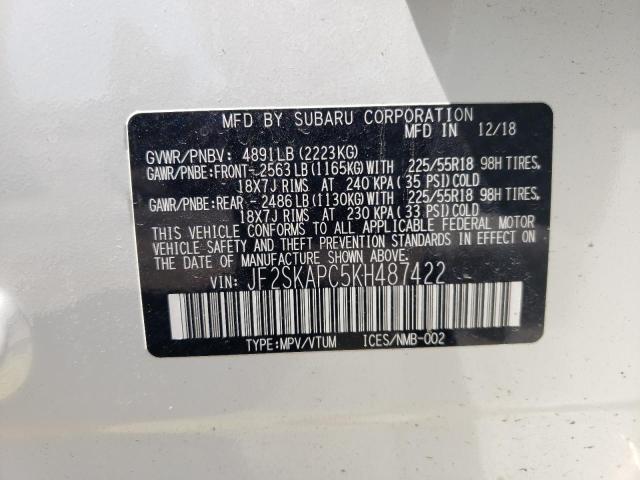 MFD BY SUBARU CORPORATION
MFD IN 12/18
GVWR/PNBV: 4891LB (2223KG)
GAWR/PNBE:FRONT- 2563 LB (1165KG)WITH 225/55R18 98H TIRES,
18X7J RIMS AT 240 KPA (35 PSI)COLD
GAWR/PNBE:REAR - 2486 LB (1130KG)WITH 225/55R18 98H TIRES,
18X7J RIMS AT 230 KPA (33 PSI)COLD
THIS VEHICLE CONFORMS TO ALL APPLICABLE FEDERAL MOTOR
VEHICLE SAFETY AND THEFT PREVENTION STANDARDS IN EFFECT ON
THE DATE OF MANUFACTURE SHOWN ABOVE.
VIN: JF2SKAPC5KH487422
TYPE:MPV/VTUM ICES/NMB-002